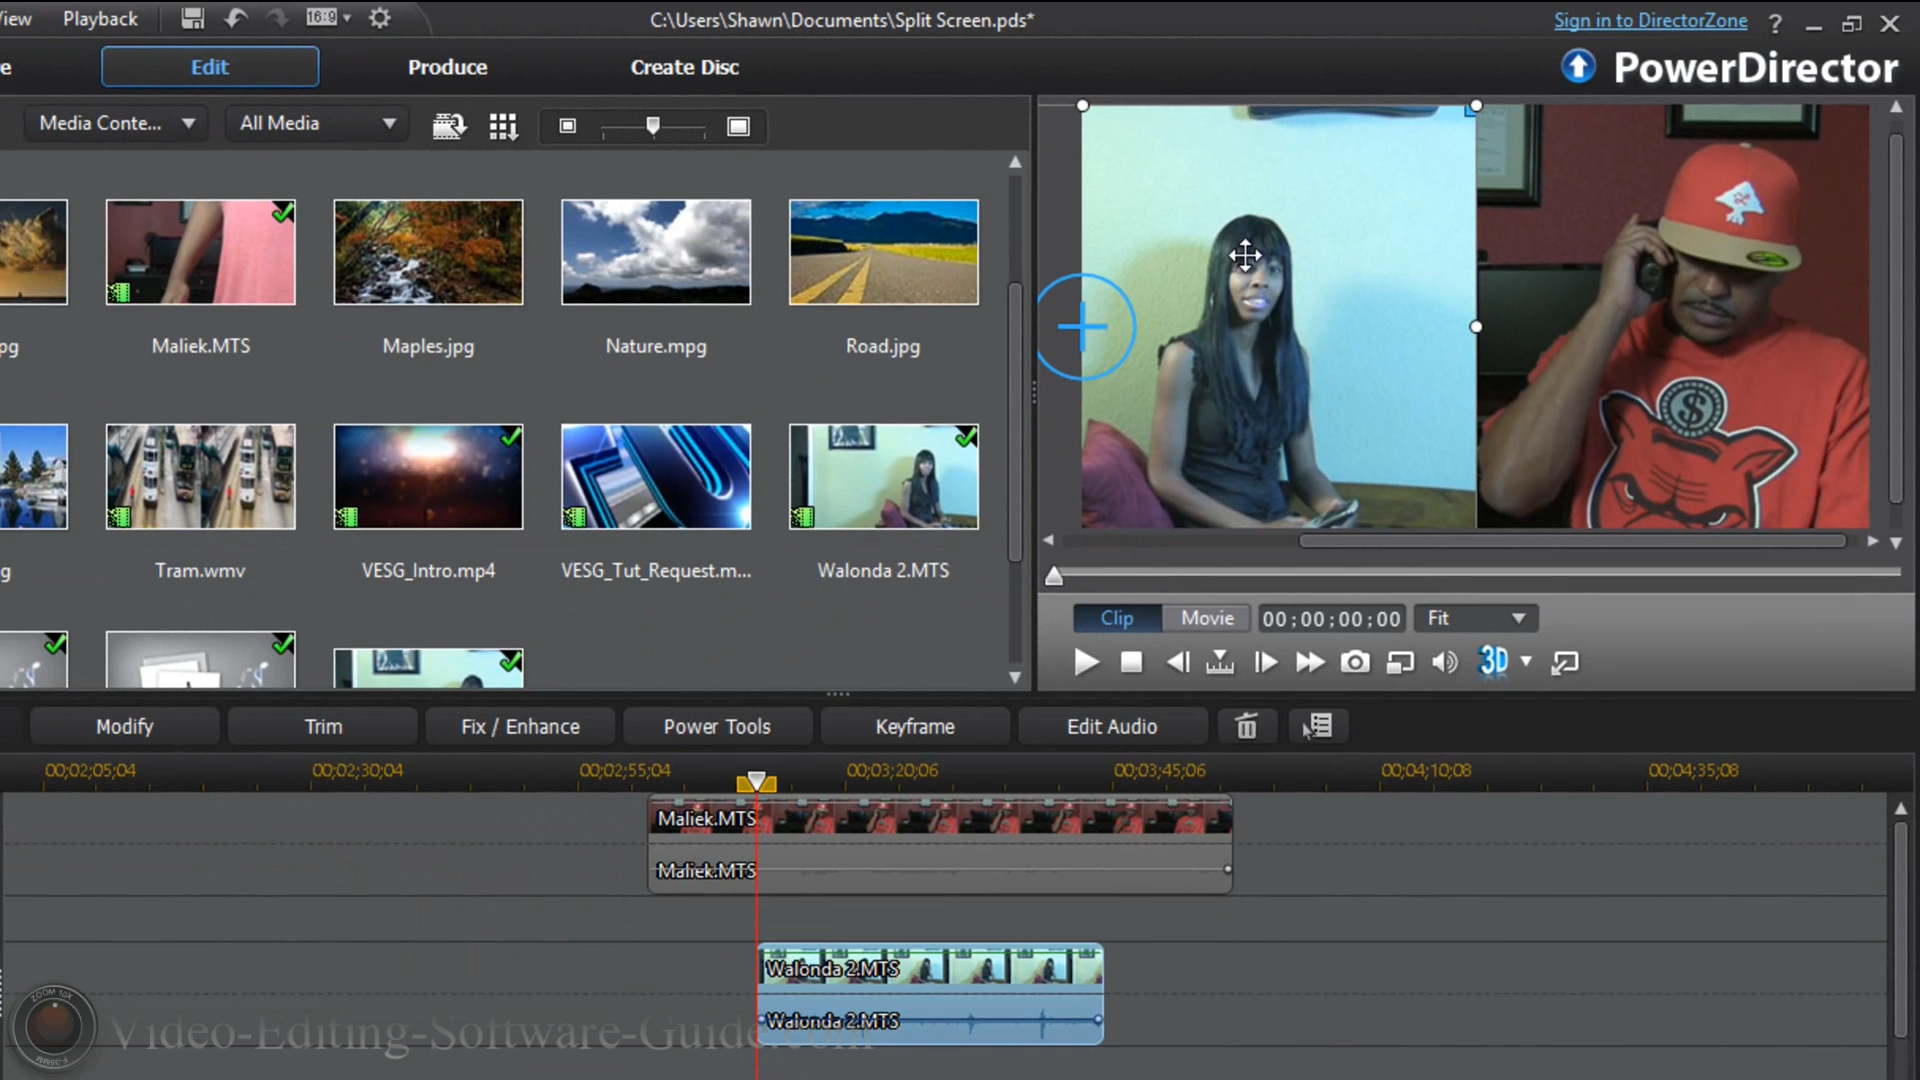 View Playback 16:9 C:\Users\Shawn\Documents\Split Screen.pds* Sign in to DirectorZone ?
Edit Produce Create Disc PowerDirector
Media Conte... All Media
Maliek.MTS Maples.jpg Nature.mpg Road.jpg
Tram.wmv VESG_Intro.mp4 VESG_Tut_Request.m... Walonda 2.MTS
Clip Movie 00;00;00;00 Fit
3D
Modify Trim Fix / Enhance Power Tools Keyframe Edit Audio
00;02;05;04 00;02;30;04 00;02;55;04 00;03;20;06 00;03;45;06 00;04;10;08 00;04;35;08
Maliek.MTS
Maliek.MTS
Walonda 2.MTS
Walonda 2.MTS
ZOOM 10X
Video-Editing-Software-Guide.com